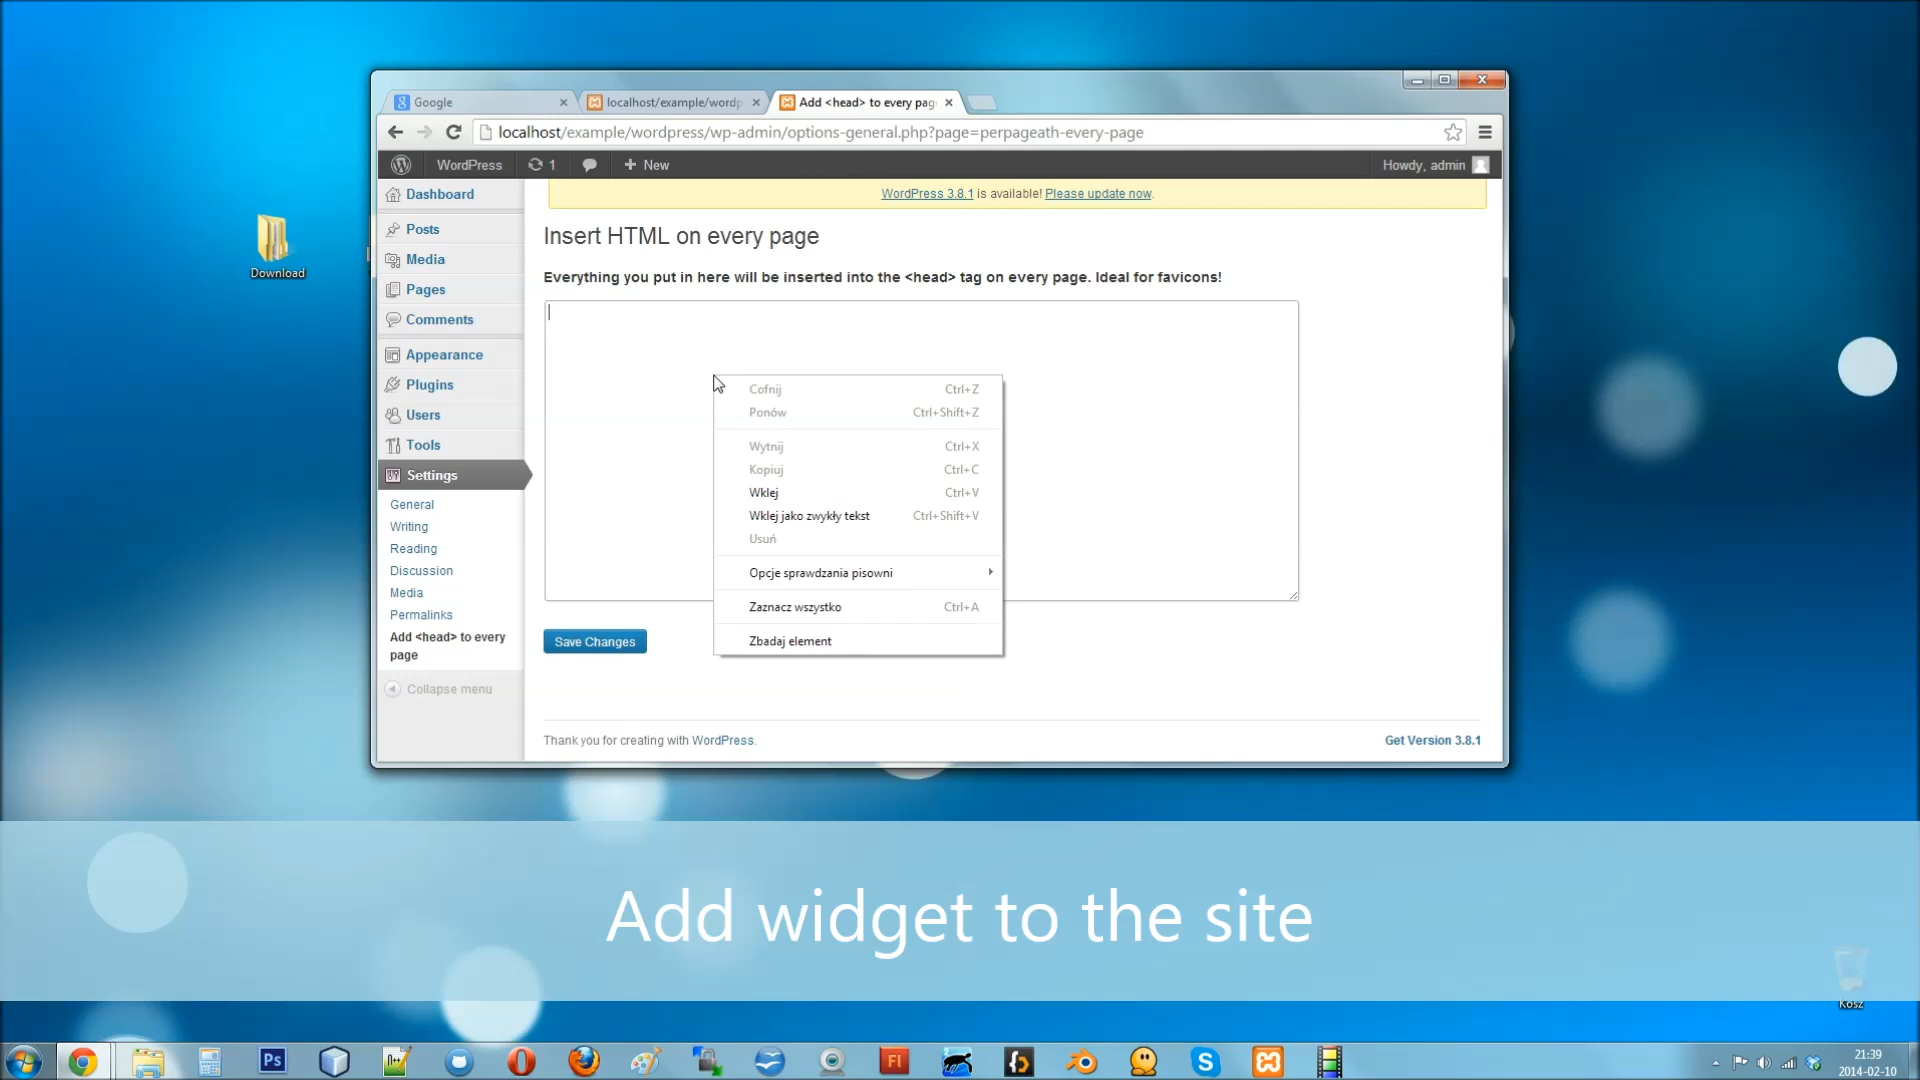 Google
localhost/example/wordp
Add <head> to every pag
localhost/example/wordpress/wp-admin/options-general.php?page=perpageath-every-page
WordPress
1
New
Howdy, admin
Dashboard
Posts
Media
Pages
Comments
Appearance
Plugins
Users
Tools
Settings
General
Writing
Reading
Discussion
Media
Permalinks
Add <head> to every
page
Collapse menu
WordPress 3.8.1 is available! Please update now.
Insert HTML on every page
Everything you put in here will be inserted into the <head> tag on every page. Ideal for favicons!
Cofnij Ctrl+Z
Ponów Ctrl+Shift+Z
Wytnij Ctrl+X
Kopiuj Ctrl+C
Wklej Ctrl+V
Wklej jako zwykły tekst Ctrl+Shift+V
Usuń
Opcje sprawdzania pisowni
Zaznacz wszystko Ctrl+A
Zbadaj element
Save Changes
Thank you for creating with WordPress.
Get Version 3.8.1
Download
Add widget to the site
Kosz
Ps
Fl
21:39
2014-02-10